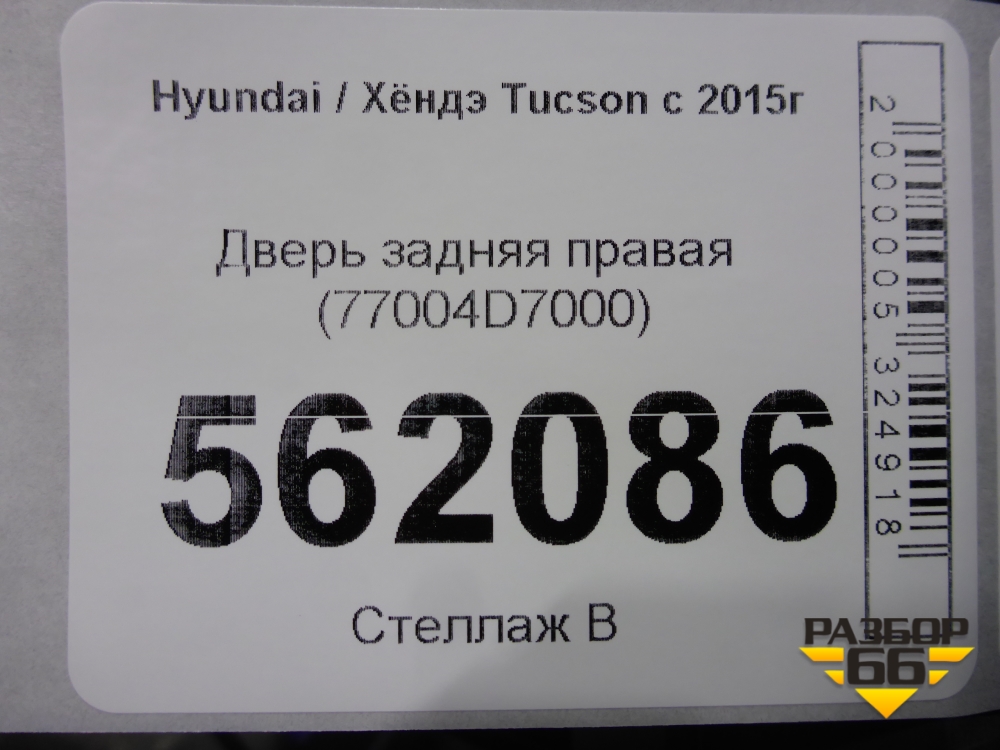 Hyundai / Хёндэ Tucson с 2015г
Дверь задняя правая
(77004D7000)
562086
Стеллаж В
2000005324918
РАЗБОР
66